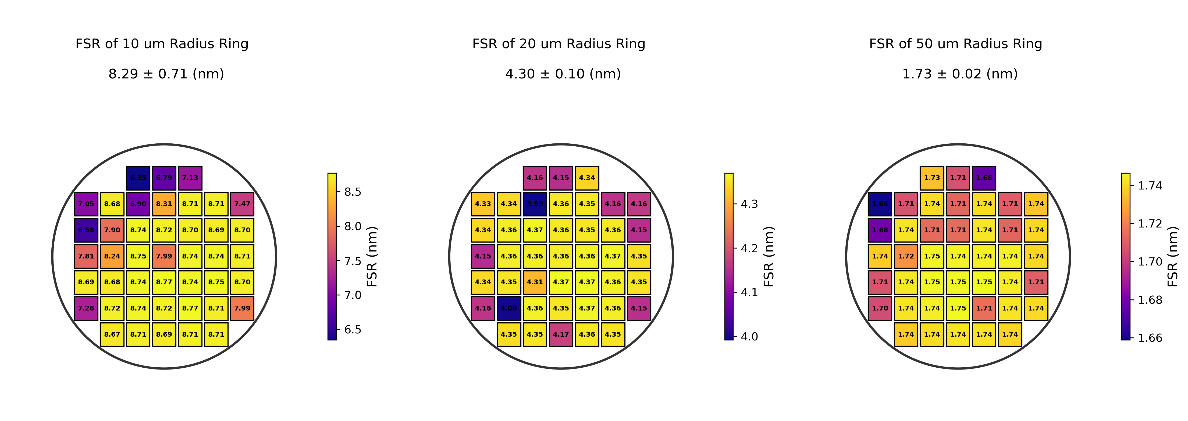 FSR of 10 um Radius Ring
8.29 ± 0.71 (nm)
6.79 7.13
7.05 8.68 6.90 8.31 8.71 8.71 7.47
6.58 7.90 8.74 8.72 8.70 8.69 8.70
7.81 8.24 8.75 7.99 8.74 8.74 8.71
8.69 8.68 8.74 8.77 8.74 8.75 8.70
7.26 8.72 8.74 8.72 8.77 8.71 7.99
8.67 8.71 8.69 8.71 8.71
8.5
8.0
7.5
7.0
6.5
FSR (nm)
FSR of 20 um Radius Ring
4.30 ± 0.10 (nm)
4.16 4.15 4.34
4.33 4.34 4.36 4.35 4.16 4.16
4.34 4.36 4.37 4.36 4.36 4.35 4.15
4.15 4.36 4.36 4.36 4.36 4.37 4.35
4.34 4.35 4.31 4.37 4.37 4.36 4.35
4.16 4.36 4.35 4.37 4.36 4.15
4.35 4.35 4.17 4.36 4.35
4.3
4.2
4.1
4.0
FSR (nm)
FSR of 50 um Radius Ring
1.73 ± 0.02 (nm)
1.73 1.71 1.68
1.71 1.74 1.71 1.74 1.71 1.74
1.68 1.74 1.71 1.71 1.74 1.71 1.74
1.74 1.72 1.75 1.74 1.74 1.74 1.74
1.71 1.74 1.75 1.74 1.74 1.74 1.71
1.70 1.74 1.74 1.75 1.71 1.74 1.74
1.74 1.74 1.74 1.74 1.74
1.74
1.72
1.70
1.68
1.66
FSR (nm)